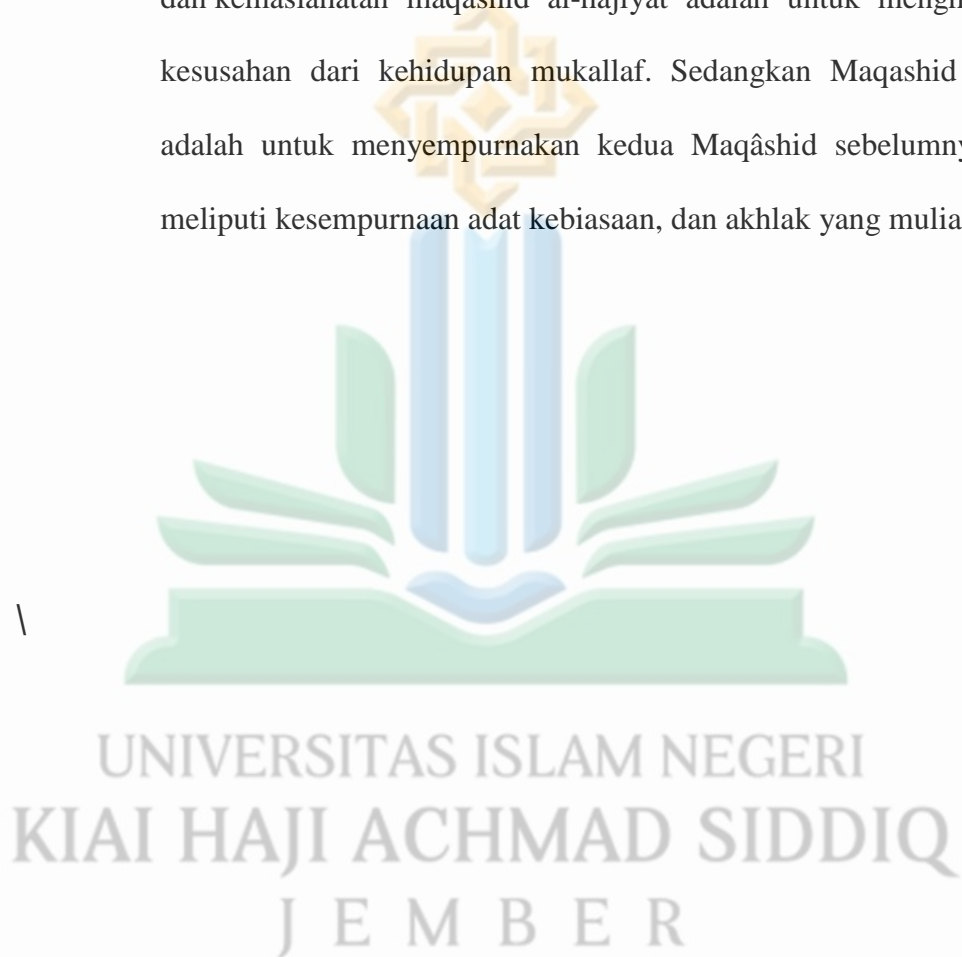 dan kemaslahatan maqashid al-hajiyat adalah untuk
kesusahan dari kehidupan mukallaf. Sedangkan Maqashid
adalah untuk menyempurnakan kedua Maqâshid
meliputi kesempurnaan adat kebiasaan, dan akhlak yang mulia
\
UNIVERSITAS ISLAM NEGERI
KIAI HAJI ACHMAD SIDDIQ
JEMBER